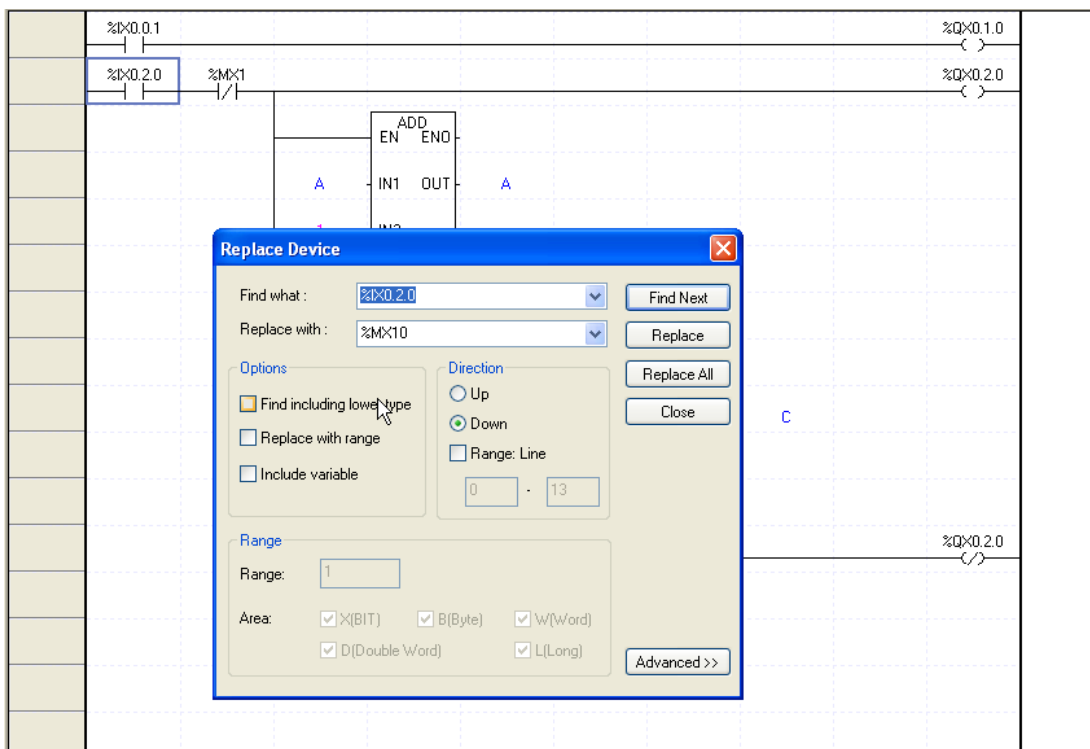 %IX0.0.1 %QX0.1.0
%IX0.2.0 %MX1 %QX0.2.0
ADD
EN ENO
A IN1 OUT A
Replace Device
Find what : %IX0.2.0 Find Next
Replace with : %MX10 Replace
Options Direction Replace All
Up
Find including lower type Close
Down C
Replace with range
Range: Line
Include variable
0 - 13
Range %QX0.2.0
Range: 1
Area: X(BIT) B(Byte) W(Word)
D(Double Word) L(Long) Advanced >>